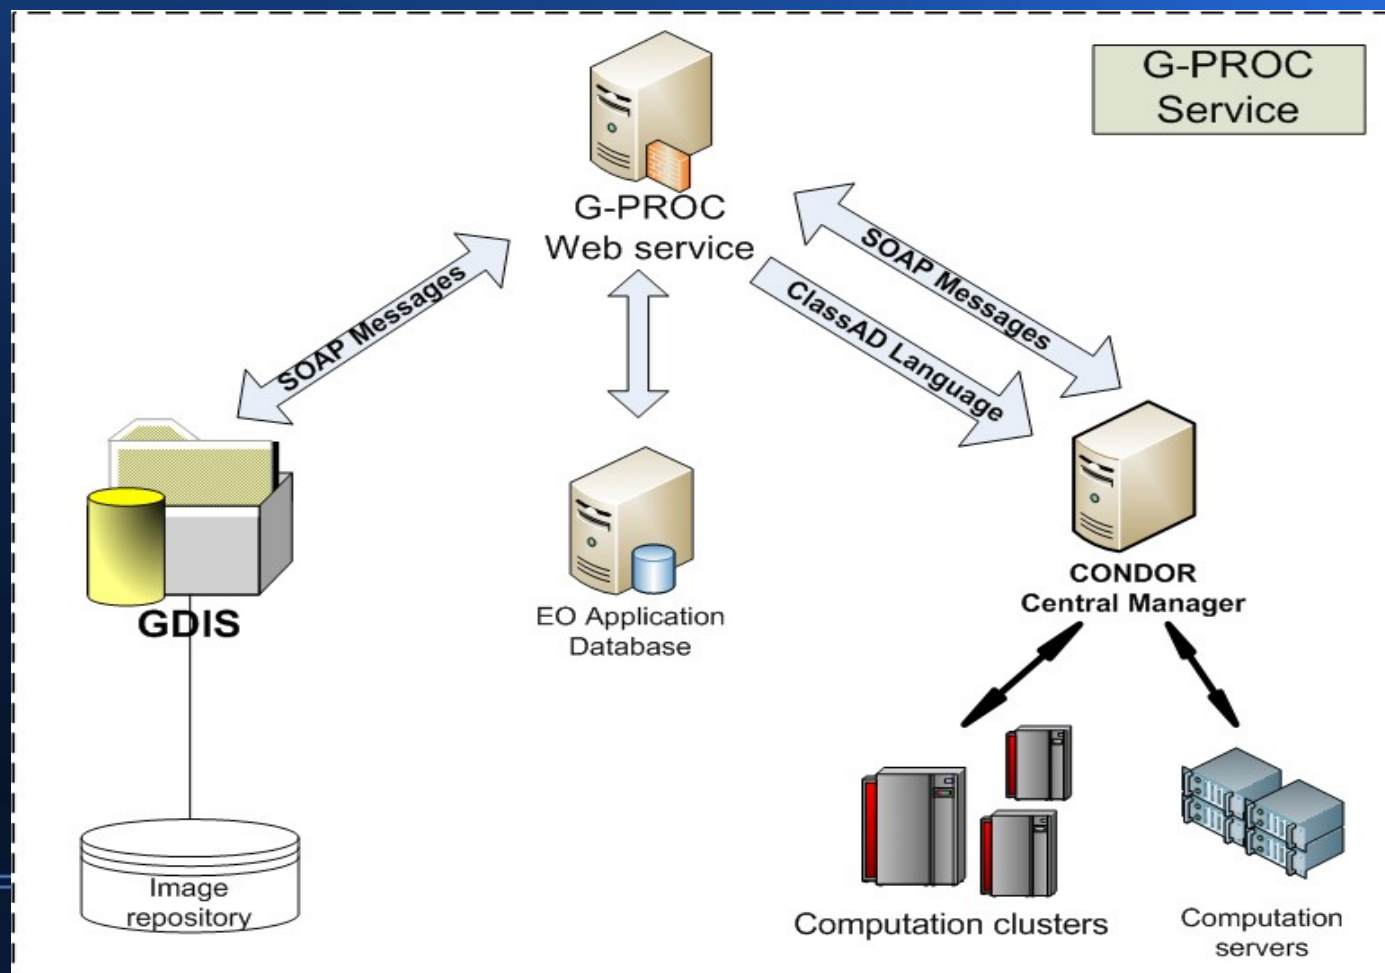 G-PROC
Service
G-PROC
Web service
SOAP Messages
SOAP Messages
ClassAD Language
GDIS
EO Application
Database
CONDOR
Central Manager
Image
repository
Computation clusters
Computation
servers